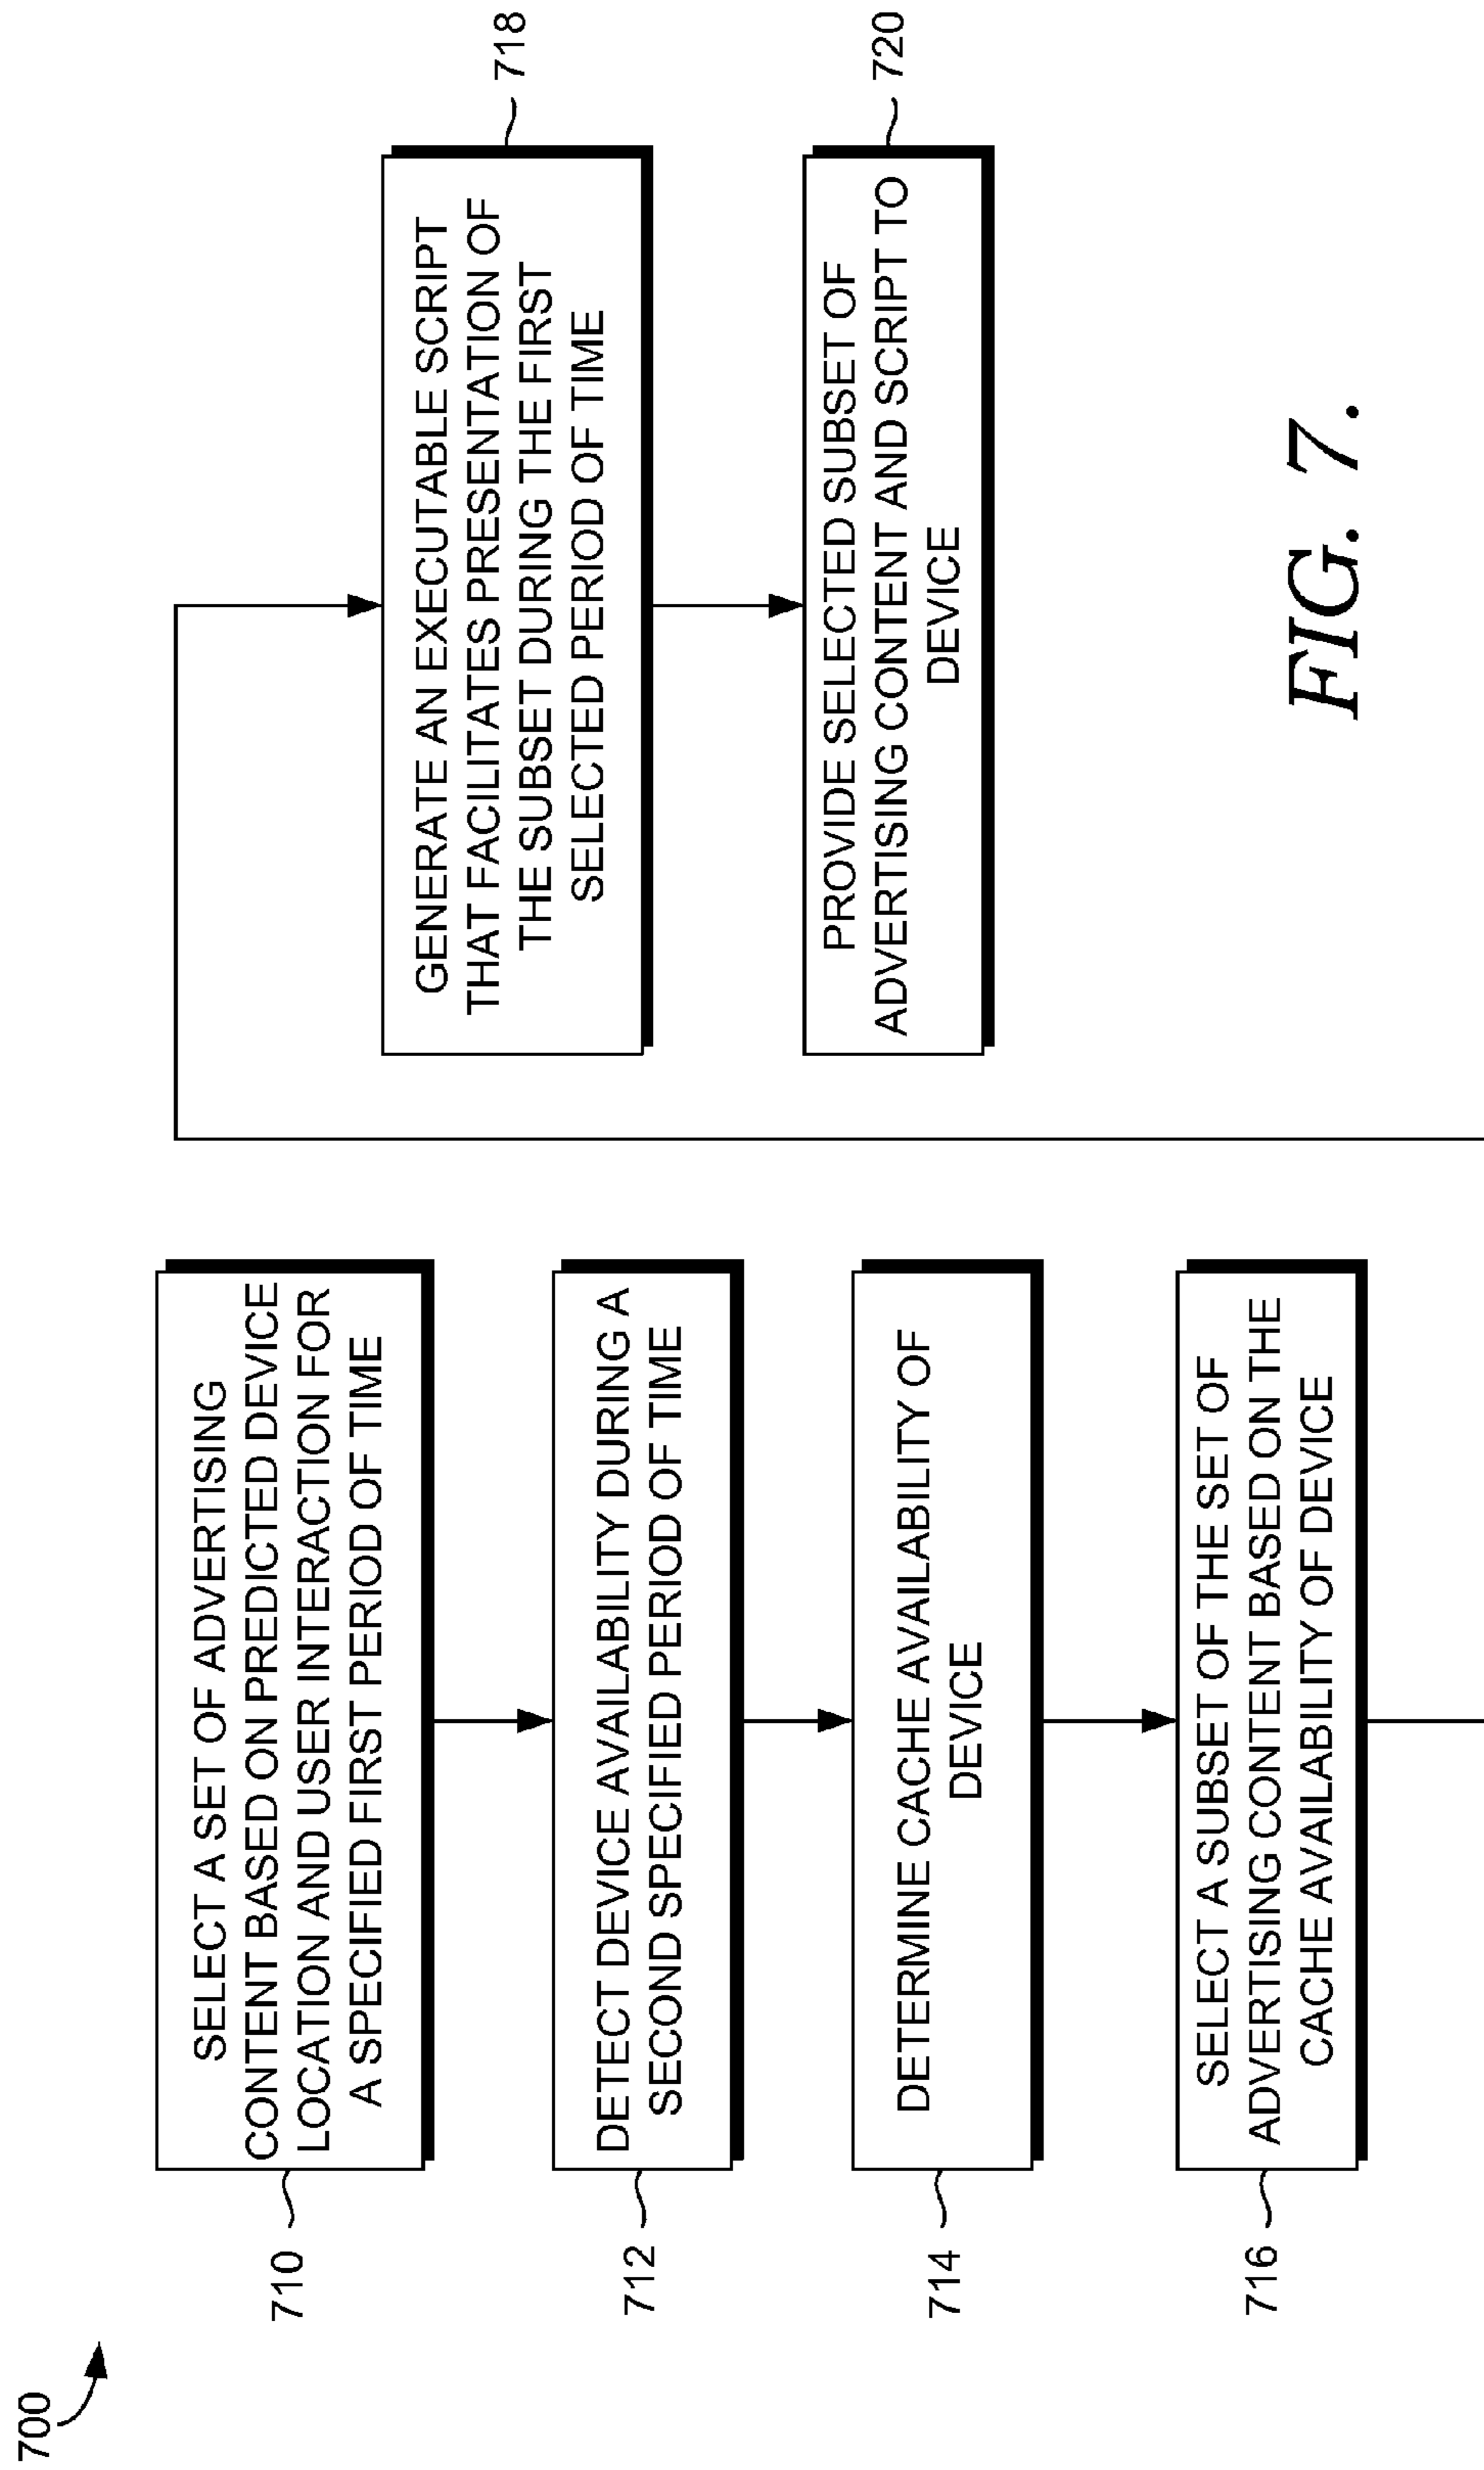 700
710
SELECT A SET OF ADVERTISING
CONTENT BASED ON PREDICTED DEVICE
LOCATION AND USER INTERACTION FOR
A SPECIFIED FIRST PERIOD OF TIME
712
DETECT DEVICE AVAILABILITY DURING A
SECOND SPECIFIED PERIOD OF TIME
714
DETERMINE CACHE AVAILABILITY OF
DEVICE
716
SELECT A SUBSET OF THE SET OF
ADVERTISING CONTENT BASED ON THE
CACHE AVAILABILITY OF DEVICE
GENERATE AN EXECUTABLE SCRIPT
THAT FACILITATES PRESENTATION OF
THE SUBSET DURING THE FIRST
SELECTED PERIOD OF TIME
718
PROVIDE SELECTED SUBSET OF
ADVERTISING CONTENT AND SCRIPT TO
DEVICE
720
FIG. 7.